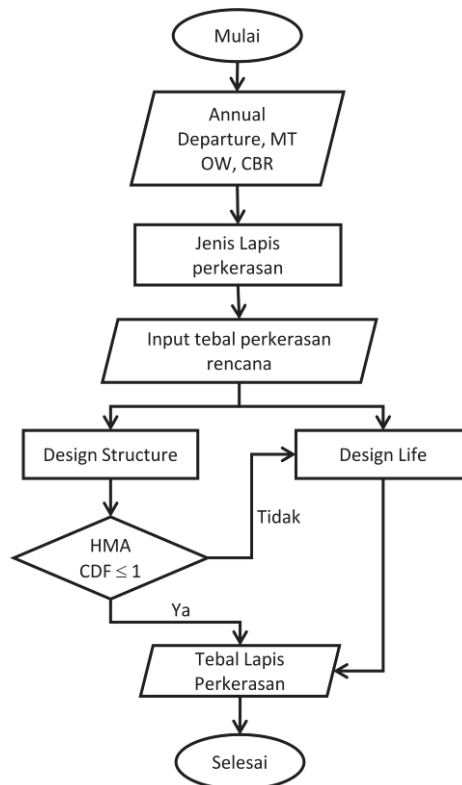 Mulai
Annual
Departure, MT
OW, CBR
Jenis Lapis
perkerasan
Input tebal perkerasan
rencana
Design Structure
Design Life
HMA
CDF ≤ 1
Tidak
Ya
Tebal Lapis
Perkerasan
Selesai